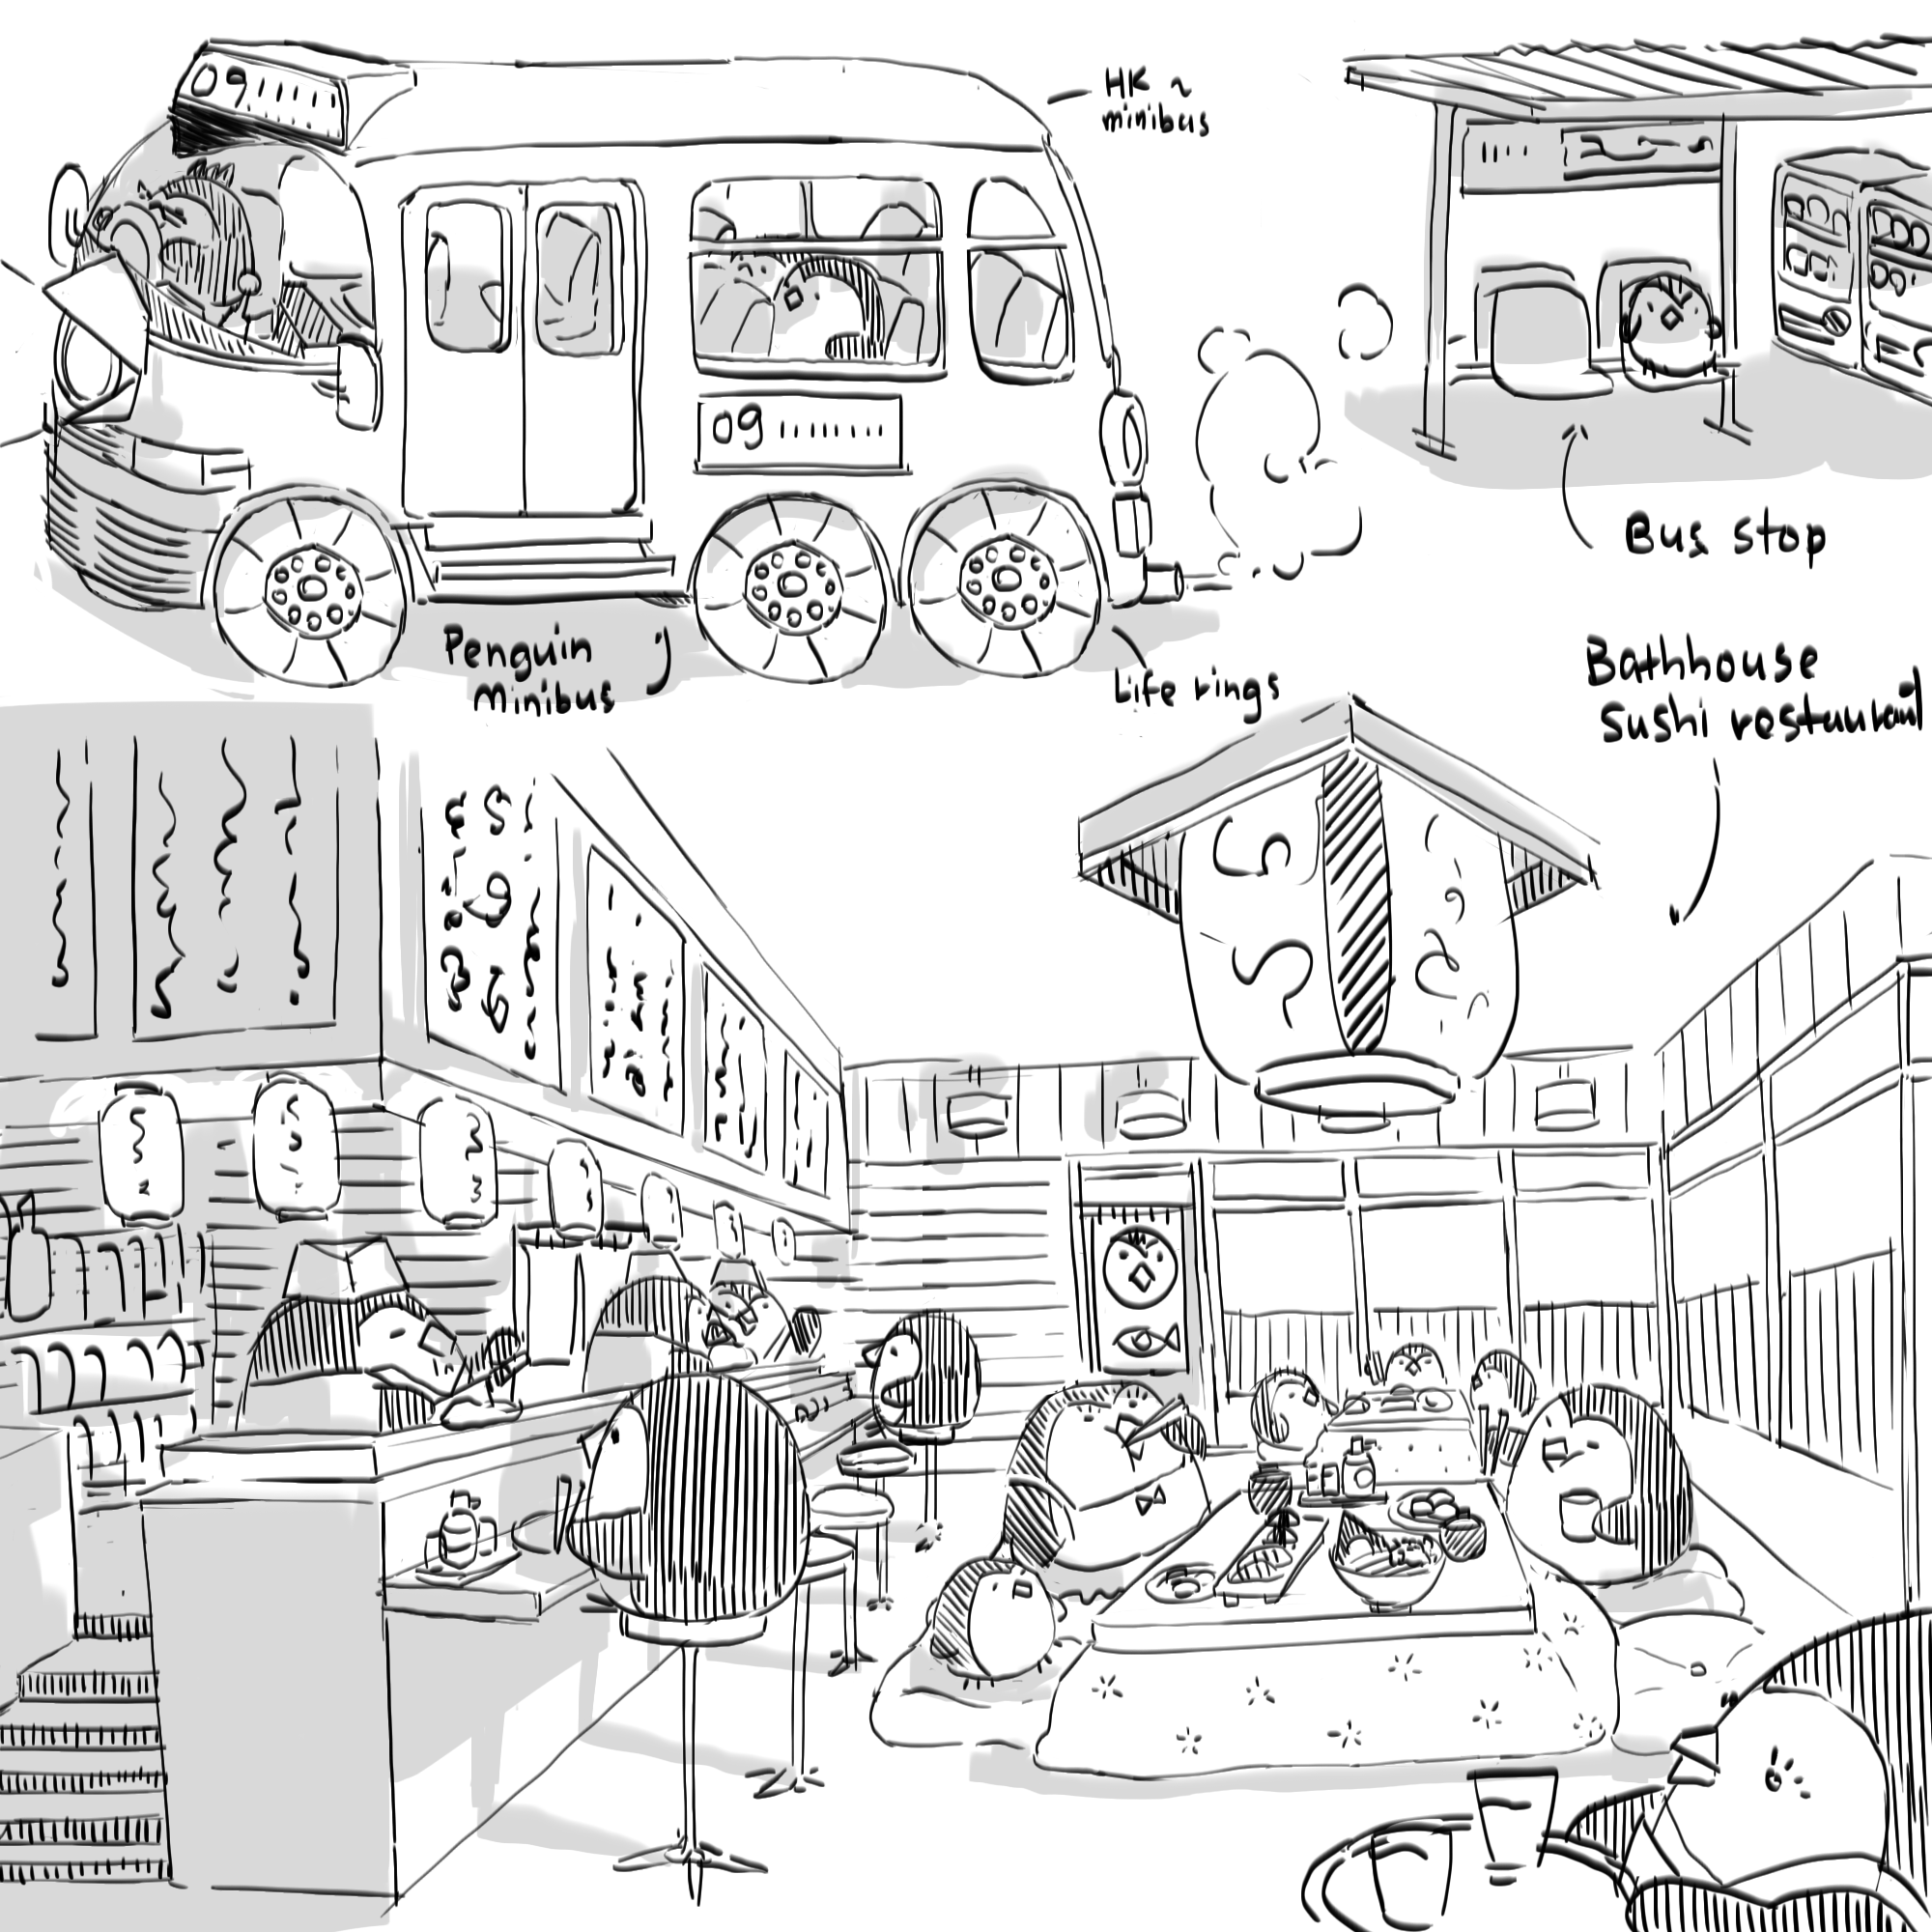 09
HK ~
minibus
09
Bus stop
Penguin
minibus
Life rings
Bathhouse
sushi restaurant